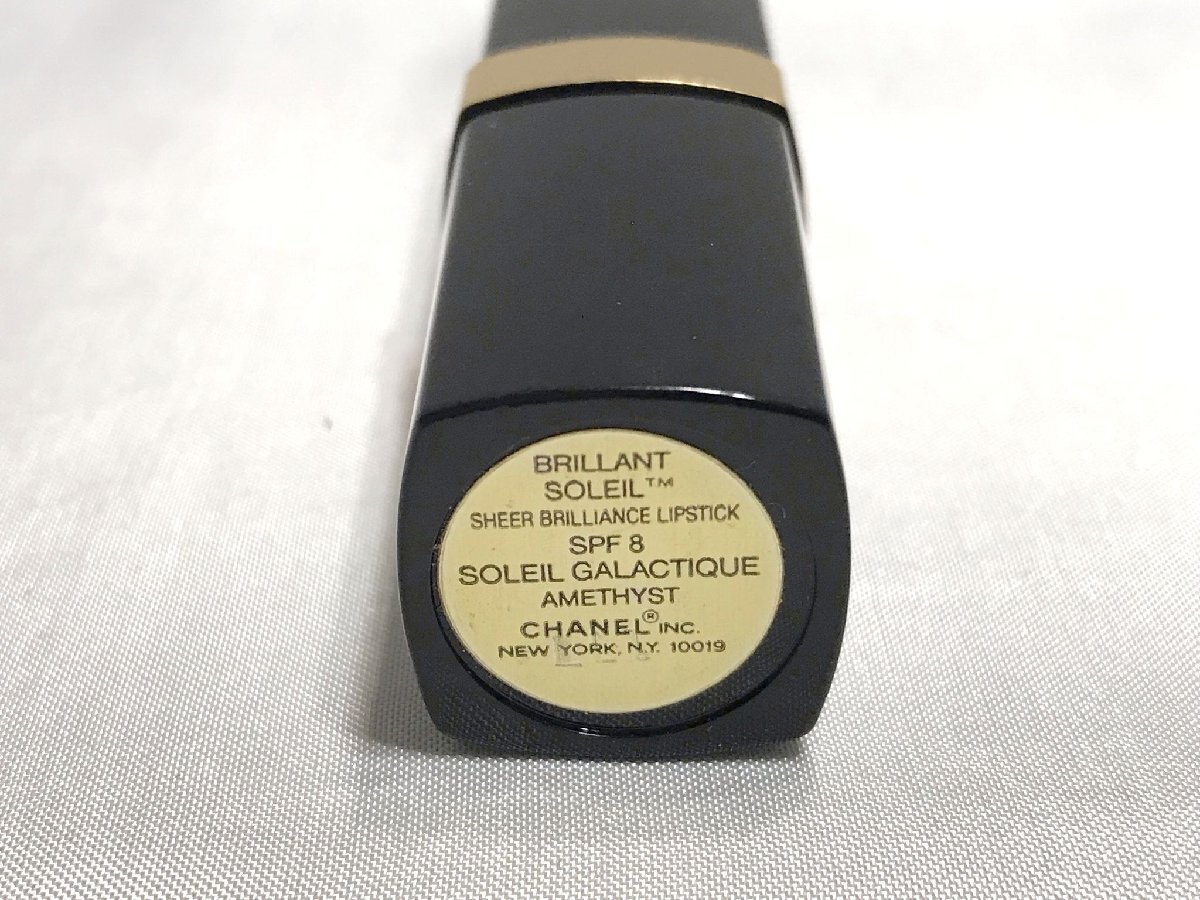 BRILLANT
SOLEIL™
SHEER BRILLIANCE LIPSTICK
SPF 8
SOLEIL GALACTIQUE
AMETHYST
CHANEL® INC.
NEW YORK, N.Y. 10019